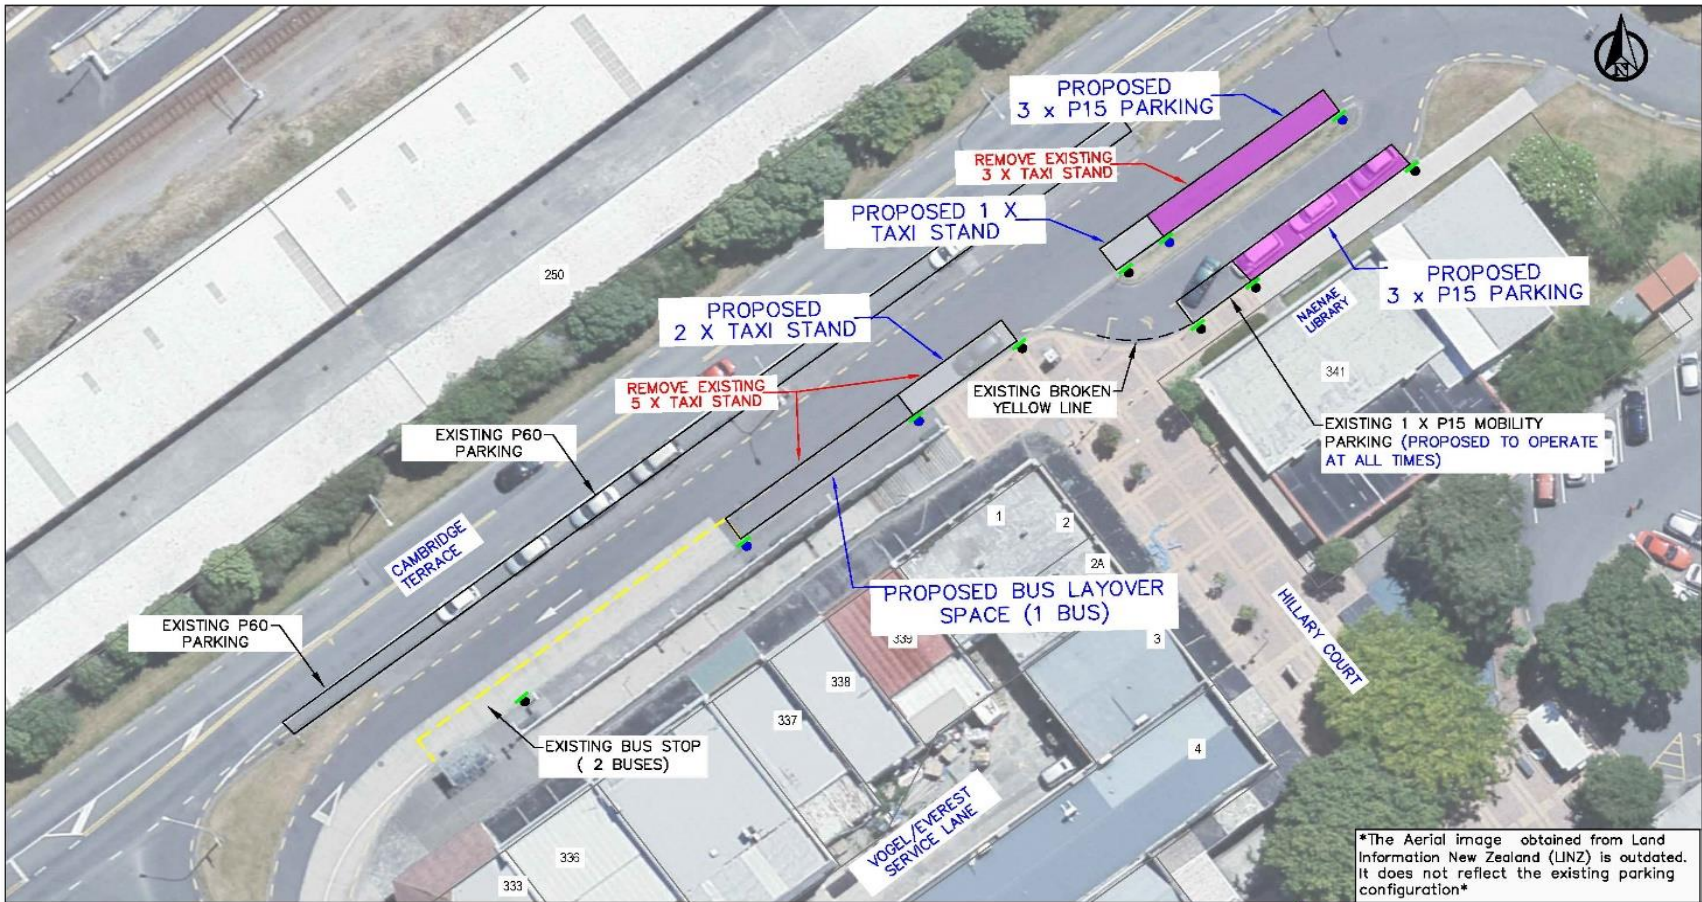 N
PROPOSED
3 x P15 PARKING
REMOVE EXISTING
3 X TAXI STAND
PROPOSED 1 X
TAXI STAND
250
PROPOSED
3 x P15 PARKING
NAENAE
LIBRARY
PROPOSED
2 X TAXI STAND
341
REMOVE EXISTING
5 X TAXI STAND
EXISTING BROKEN
YELLOW LINE
EXISTING P60
PARKING
EXISTING 1 X P15 MOBILITY
PARKING (PROPOSED TO OPERATE
AT ALL TIMES)
1
2
2A
CAMBRIDGE
TERRACE
PROPOSED BUS LAYOVER
SPACE (1 BUS)
HILLARY COURT
EXISTING P60
PARKING
339
3
338
337
EXISTING BUS STOP
( 2 BUSES)
4
VOGEL/EVEREST
SERVICE LANE
336
333
*The Aerial image obtained from Land
Information New Zealand (LINZ) is outdated.
It does not reflect the existing parking
configuration*